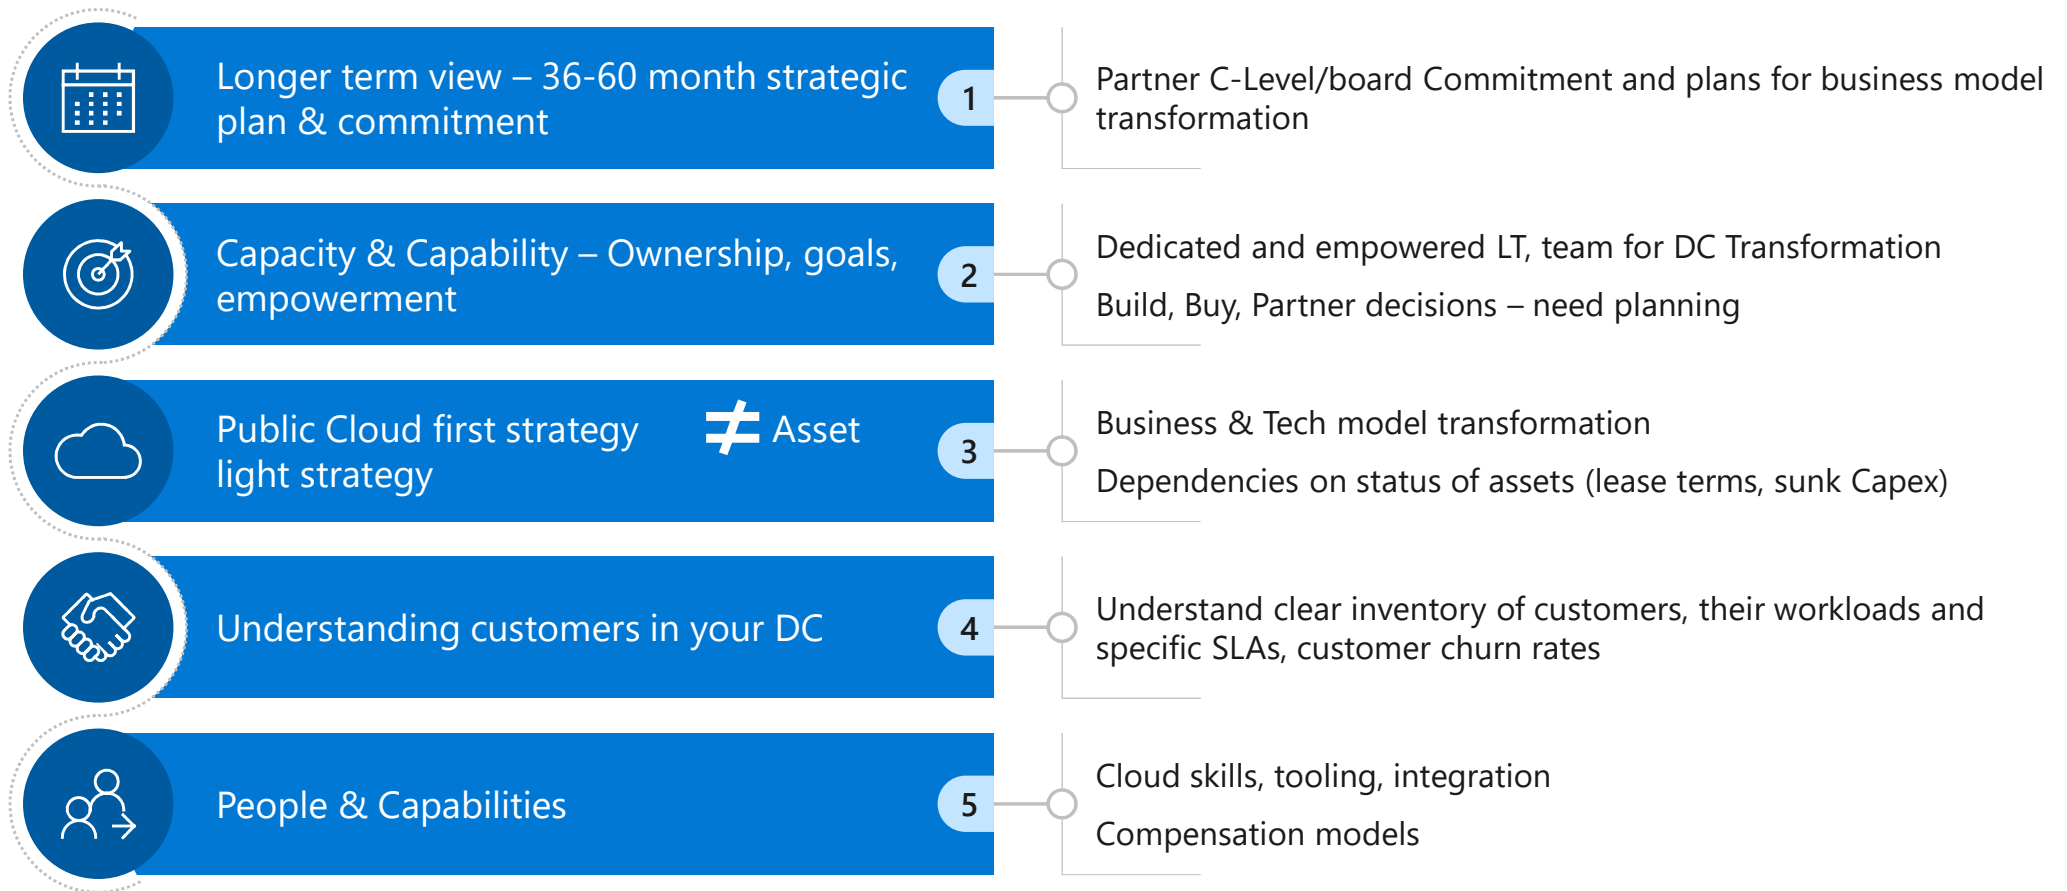 Longer term view – 36-60 month strategic
plan & commitment
1
Partner C-Level/board Commitment and plans for business model
transformation
Capacity & Capability – Ownership, goals,
empowerment
2
Dedicated and empowered LT, team for DC Transformation
Build, Buy, Partner decisions – need planning
Public Cloud first strategy ≠ Asset
light strategy
3
Business & Tech model transformation
Dependencies on status of assets (lease terms, sunk Capex)
Understanding customers in your DC
4
Understand clear inventory of customers, their workloads and
specific SLAs, customer churn rates
People & Capabilities
5
Cloud skills, tooling, integration
Compensation models